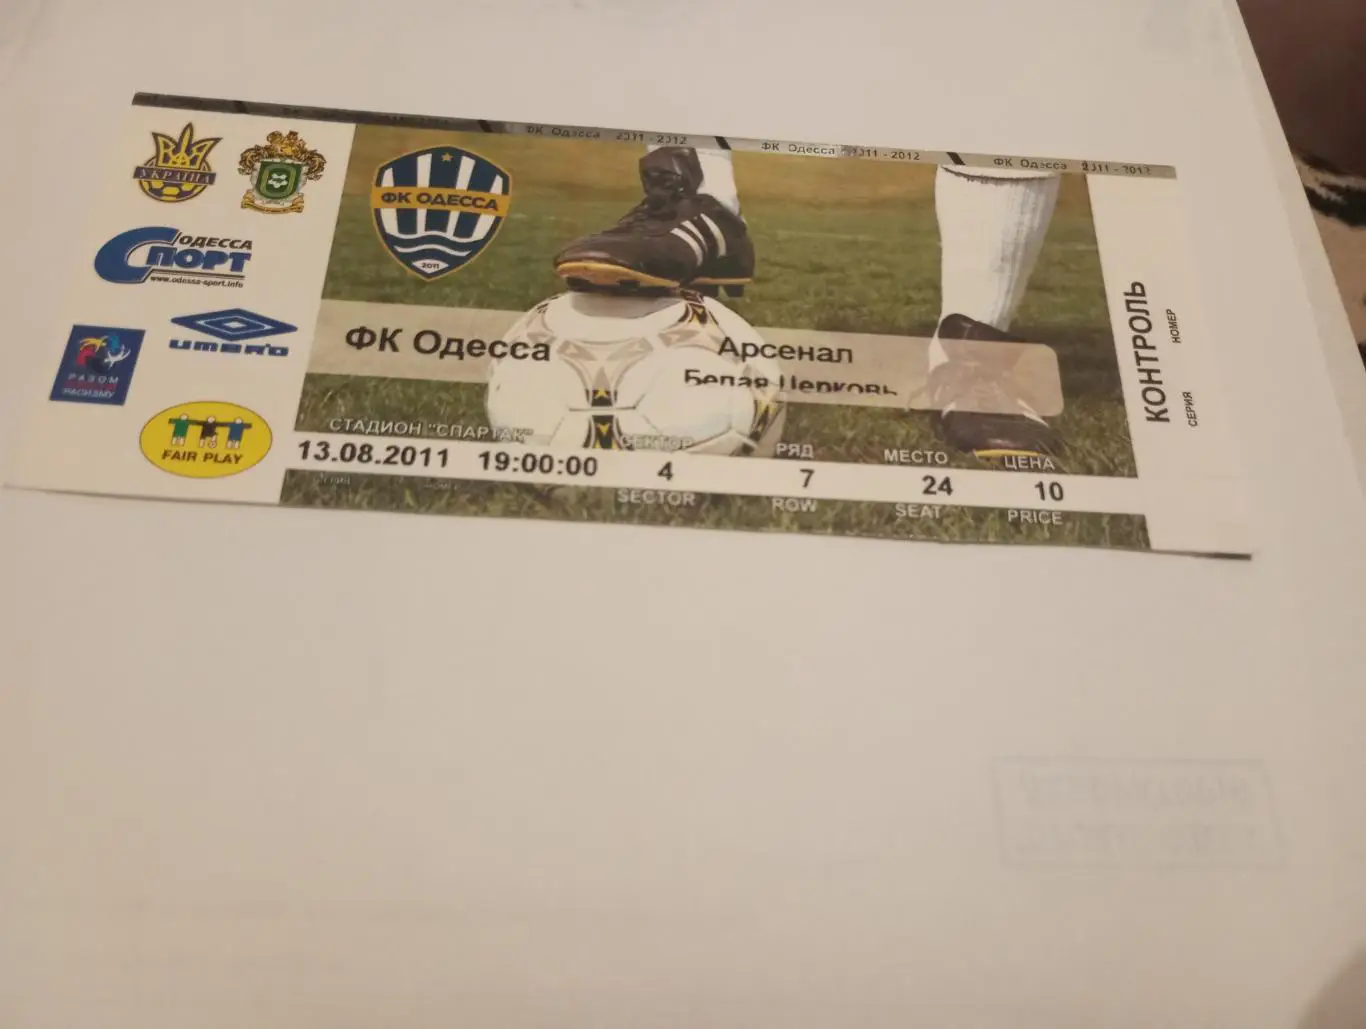 ФК Одесса 2011 - 2012
ФК Одесса 2011 - 2012
ФК Одесса 2011 - 2012
УКРАЇНА
ФК ОДЕССА
2011
ОДЕССА
СПОРТ
www.odessa-sport.info
UMBRO
РАЗОМ
РАСИЗМУ
FAIR PLAY
ФК Одесса
Арсенал
Белая Церковь
СТАДИОН "СПАРТАК"
13.08.2011 19:00:00
СЕКТОР
4
SECTOR
РЯД
7
ROW
МЕСТО
24
SEAT
ЦЕНА
10
PRICE
КОНТРОЛЬ
СЕРИЯ НОМЕР